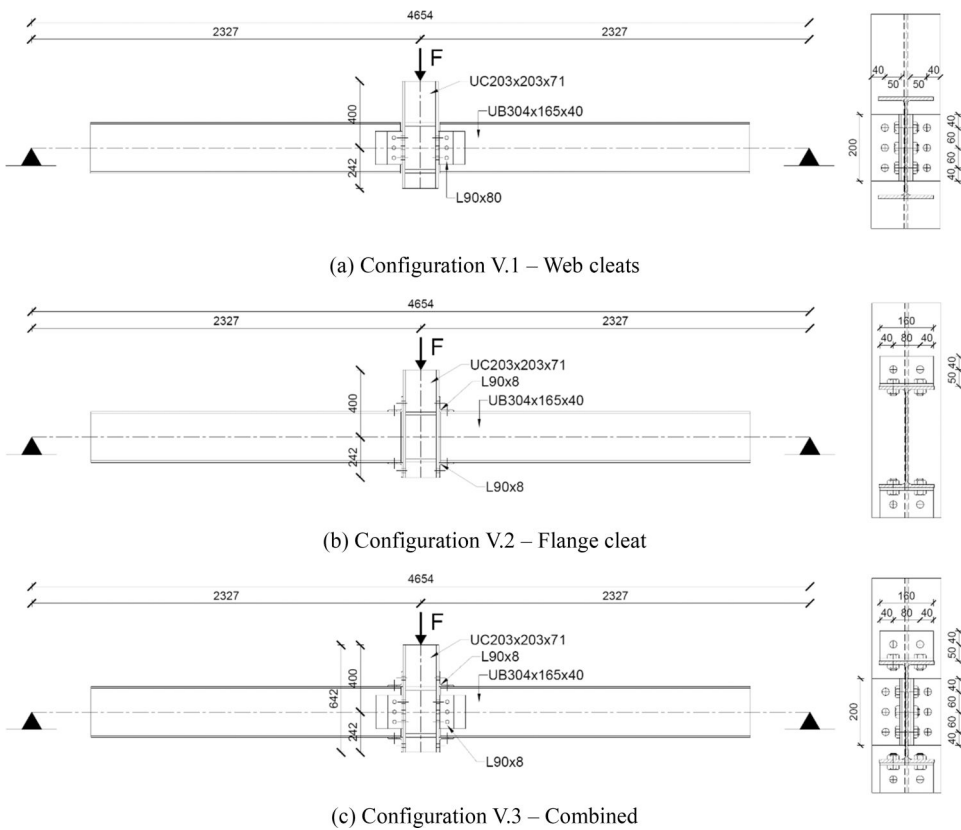 4654
2327
2327
F
UC203x203x71
UB304x165x40
400
242
L90x80
40
40
50
50
200
40
60
60
40
(a) Configuration V.1 – Web cleats
4654
2327
2327
F
UC203x203x71
L90x8
UB304x165x40
400
242
L90x8
160
40
80
40
50
40
(b) Configuration V.2 – Flange cleat
4654
2327
2327
F
UC203x203x71
L90x8
UB304x165x40
642
400
242
L90x8
160
40
80
40
50
40
200
40
60
60
40
(c) Configuration V.3 – Combined